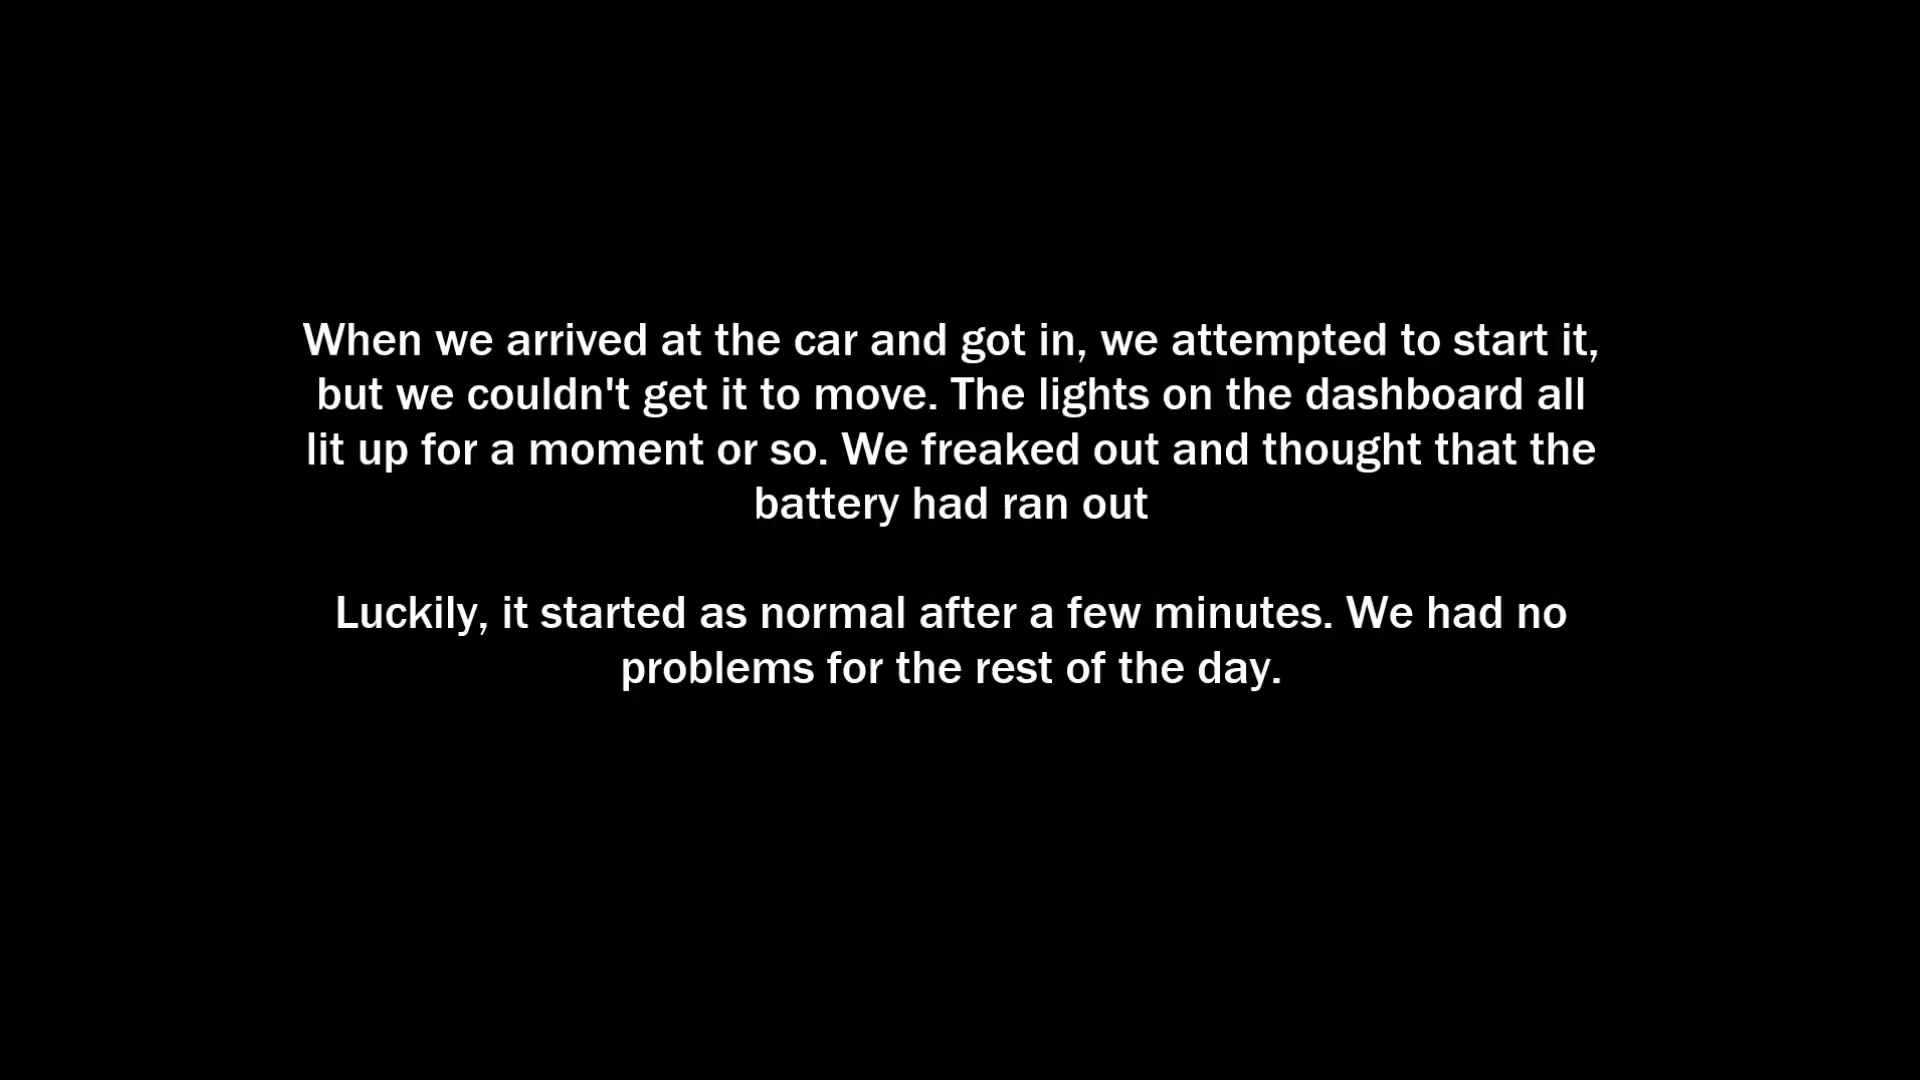 When we arrived at the car and got in, we attempted to start it,
but we couldn't get it to move. The lights on the dashboard all
lit up for a moment or so. We freaked out and thought that the
battery had ran out
Luckily, it started as normal after a few minutes. We had no
problems for the rest of the day.